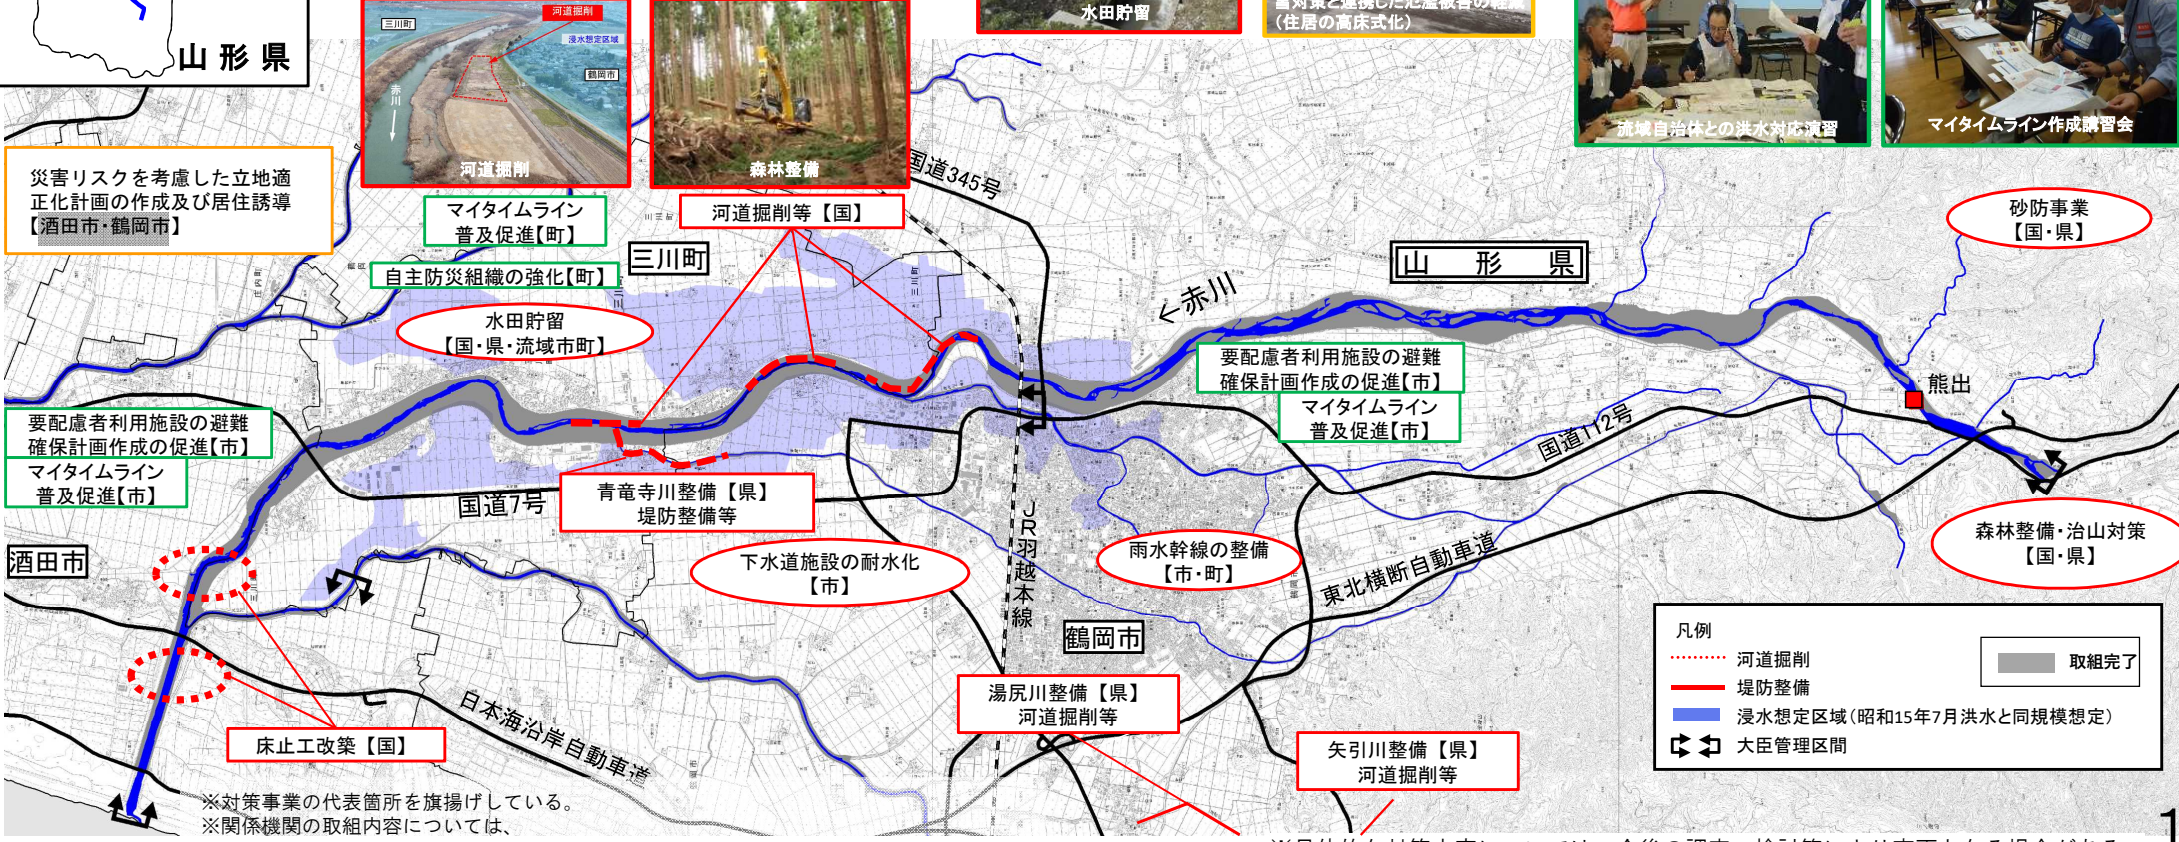 山形県
三川町
河道掘削
浸水想定区域
鶴岡市
赤川
河道掘削
森林整備
水田貯留
(住居の高床式化)
流域自治体との洪水対応演習
マイタイムライン作成講習会
災害リスクを考慮した立地適
正化計画の作成及び居住誘導
【酒田市・鶴岡市】
マイタイムライン
普及促進【町】
自主防災組織の強化【町】
水田貯留
【国・県・流域市町】
三川町
河道掘削等【国】
国道345号
←赤川
山形県
砂防事業
【国・県】
要配慮者利用施設の避難
確保計画作成の促進【市】
マイタイムライン
普及促進【市】
熊出
国道112号
要配慮者利用施設の避難
確保計画作成の促進【市】
マイタイムライン
普及促進【市】
国道7号
青竜寺川整備【県】
堤防整備等
下水道施設の耐水化
【市】
JR羽越本線
雨水幹線の整備
【市・町】
東北横断自動車道
森林整備・治山対策
【国・県】
酒田市
鶴岡市
床止工改築【国】
日本海沿岸自動車道
湯尻川整備【県】
河道掘削等
矢引川整備【県】
河道掘削等
凡例
河道掘削
堤防整備
浸水想定区域(昭和15年7月洪水と同規模想定)
大臣管理区間
取組完了
※対策事業の代表箇所を旗揚げしている。
※関係機関の取組内容については、
1